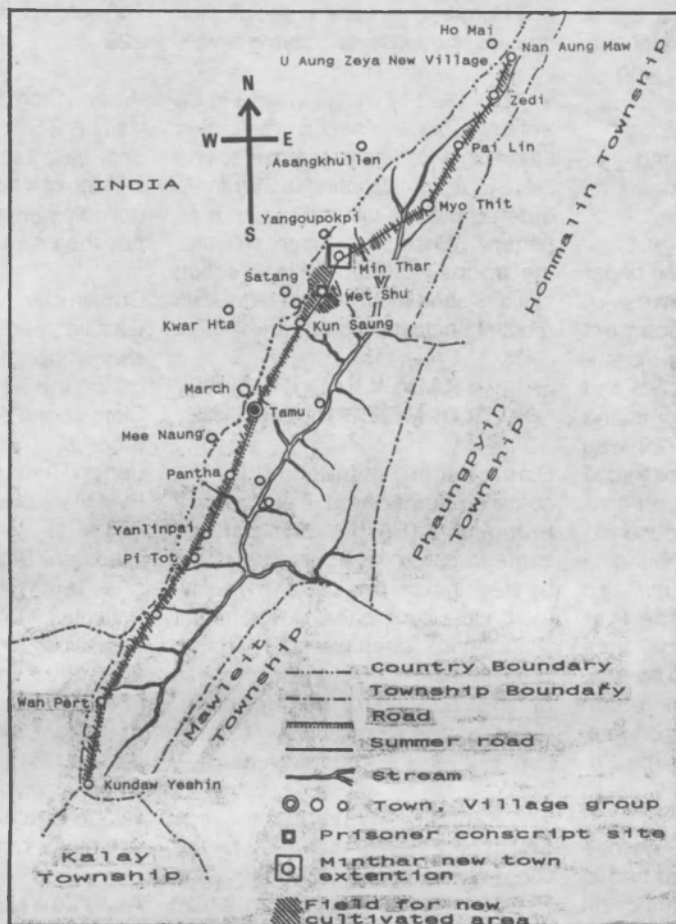 Ho Mai
U Aung Zeya New Village
Nan Aung Maw
Zedi
N
W
E
S
Asangkhullen
Pai Lin
INDIA
Yangoupokpi
Myo Thit
Hommalin Township
Min Thar
Satang
Wet Shu
Kwar Hta
Kun Saung
March
Tamu
Mee Naung
Pantha
Phaungpyin
Township
Yanlinpai
Pi Tot
Mawleit
Township
Wan Pert
Kundaw Yeshin
Kalay
Township
Country Boundary
Township Boundary
Road
Summer road
Stream
Town, Village group
Prisoner conscript site
Minthar new town
extention
Field for new
cultivated area